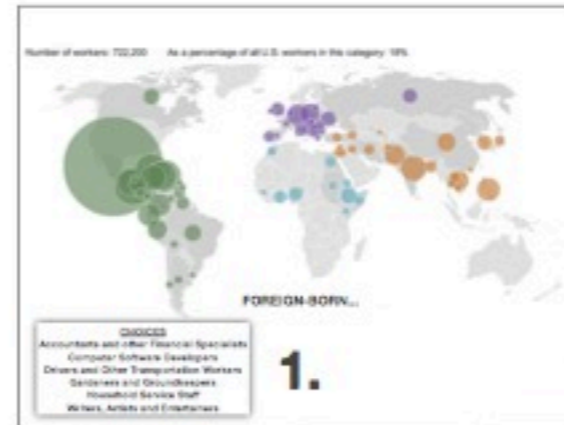 Number of workers: 722,200 As a percentage of all U.S. workers in this category: 18%
FOREIGN-BORN...
CHOICES
Accountants and other Financial Specialists
Computer Software Developers
Drivers and Other Transportation Workers
Gardeners and Groundkeepers
Household Service Staff
Writers, Artists and Entertainers
1.